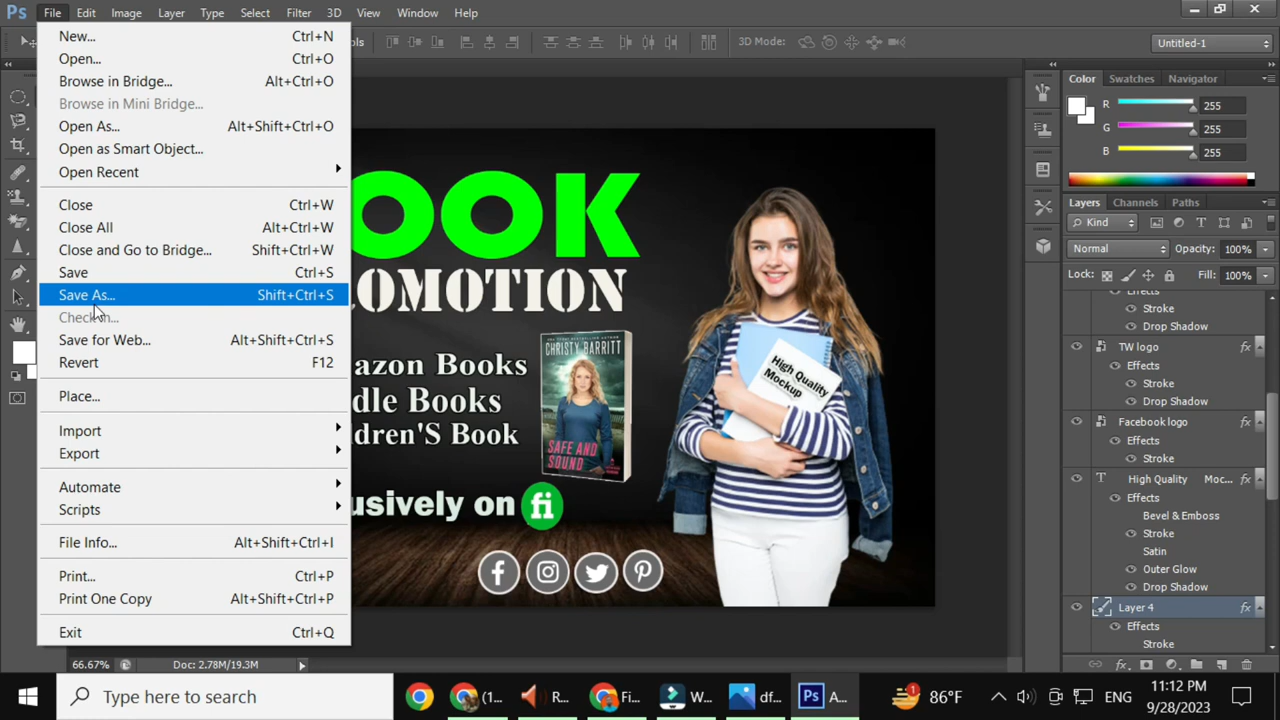 Ps File Edit Image Layer Type Select Filter 3D View Window Help
3D Mode:
Untitled-1
New... Ctrl+N
Open... Ctrl+O
Browse in Bridge... Alt+Ctrl+O
Browse in Mini Bridge...
Open As... Alt+Shift+Ctrl+O
Open as Smart Object...
Open Recent
Close Ctrl+W
Close All Alt+Ctrl+W
Close and Go to Bridge... Shift+Ctrl+W
Save Ctrl+S
Save As... Shift+Ctrl+S
Save for Web... Alt+Shift+Ctrl+S
Revert F12
Place...
Import
Export
Automate
Scripts
File Info... Alt+Shift+Ctrl+I
Print... Ctrl+P
Print One Copy Alt+Shift+Ctrl+P
Exit Ctrl+Q
OOK
OMOTION
azon Books
dle Books
dren'S Book
usively on fi
CHRISTY BARRITT
SAFE AND
SOUND
High Quality
Mockup
Color Swatches Navigator
R 255
G 255
B 255
Layers Channels Paths
Kind
Normal Opacity: 100%
Lock: Fill: 100%
Effects
Stroke
Drop Shadow
TW logo fx
Effects
Stroke
Drop Shadow
Facebook logo fx
Effects
Stroke
T High Quality Moc... fx
Effects
Bevel & Emboss
Stroke
Satin
Outer Glow
Drop Shadow
Layer 4 fx
Effects
Stroke
66.67% Doc: 2.78M/19.3M
Type here to search
(1...
R...
Fi...
W...
df...
Ps A...
86°F
ENG
11:12 PM
9/28/2023